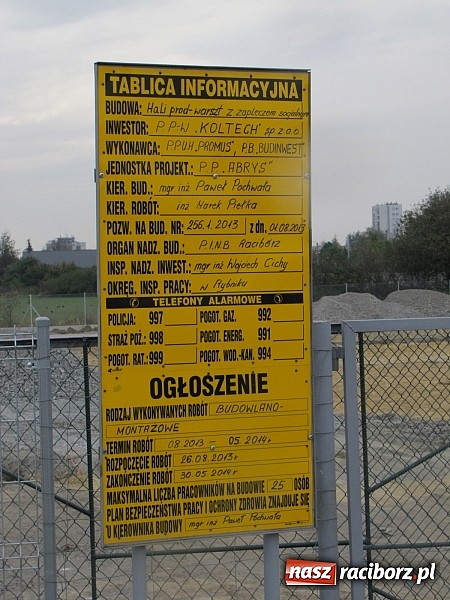 TABLICA INFORMACYJNA
BUDOWA: Hali prod-warszt z zapleczem socjalnym
INWESTOR: P.P-W „KOLTECH" sp.z.o.o
WYKONAWCA: P.P.U.H „PROMUS", P.B „BUDINWEST"
JEDNOSTKA PROJEKT.: P.P. „ABRYS"
KIER. BUD.: mgr inż Paweł Pochwała
KIER. ROBÓT: inż Marek Pielka
POZW. NA BUD. NR: 256.1.2013 z dn. 01.08.2013
ORGAN NADZ. BUD.: P.I.N.B Racibórz
INSP. NADZ. INWEST.: mgr inż Wojciech Cichy
OKRĘG. INSP. PRACY: w Rybniku
TELEFONY ALARMOWE
POLICJA: 997 POGOT. GAZ. 992
STRAŻ POŻ.: 998 POGOT. ENERG. 991
POGOT. RAT.: 999 POGOT. WOD.-KAN. 994
OGŁOSZENIE
RODZAJ WYKONYWANYCH ROBÓT BUDOWLANO-
MONTAŻOWE
TERMIN ROBÓT 08.2013 - 05.2014r
ROZPOCZĘCIE ROBÓT 26.08.2013r
ZAKOŃCZENIE ROBÓT 30.05.2014r
MAKSYMALNA LICZBA PRACOWNIKÓW NA BUDOWIE 25 OSÓB
PLAN BEZPIECZEŃSTWA PRACY I OCHRONY ZDROWIA ZNAJDUJE SIĘ
U KIEROWNIKA BUDOWY mgr inż Paweł Pochwała
nasz raciborz.pl